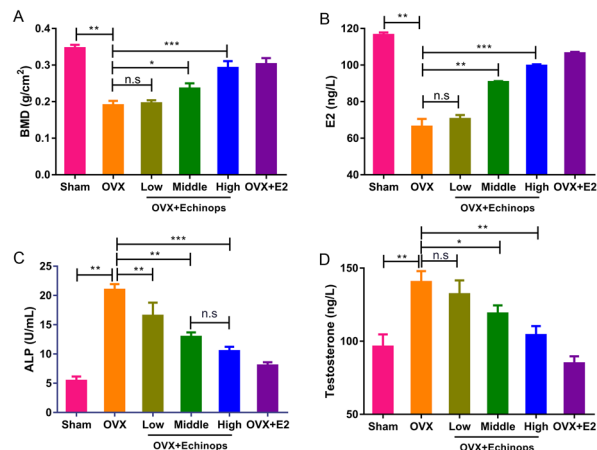 A
BMD (g/cm²)
0.4
0.3
0.2
0.1
0.0
**
***
*
n.s
Sham OVX Low Middle High OVX+E2
OVX+Echinops
B
E2 (ng/L)
120
100
80
60
40
**
***
**
n.s
Sham OVX Low Middle High OVX+E2
OVX+Echinops
C
ALP (U/mL)
25
20
15
10
5
0
***
**
** **
n.s
Sham OVX Low Middle High OVX+E2
OVX+Echinops
D
Testosterone (ng/L)
150
100
50
**
*
** n.s
Sham OVX Low Middle High OVX+E2
OVX+Echinops